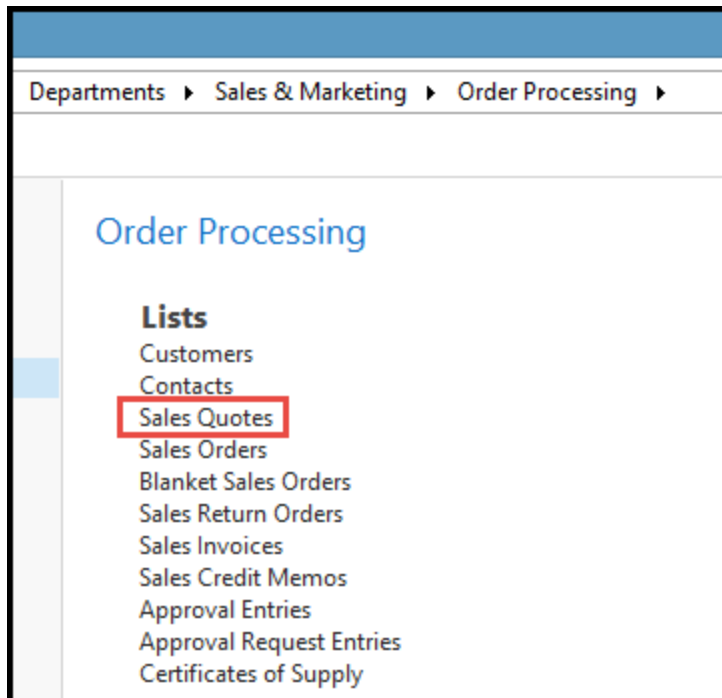 Departments ▸ Sales & Marketing ▸ Order Processing ▸
Order Processing
Lists
Customers
Contacts
Sales Quotes
Sales Orders
Blanket Sales Orders
Sales Return Orders
Sales Invoices
Sales Credit Memos
Approval Entries
Approval Request Entries
Certificates of Supply